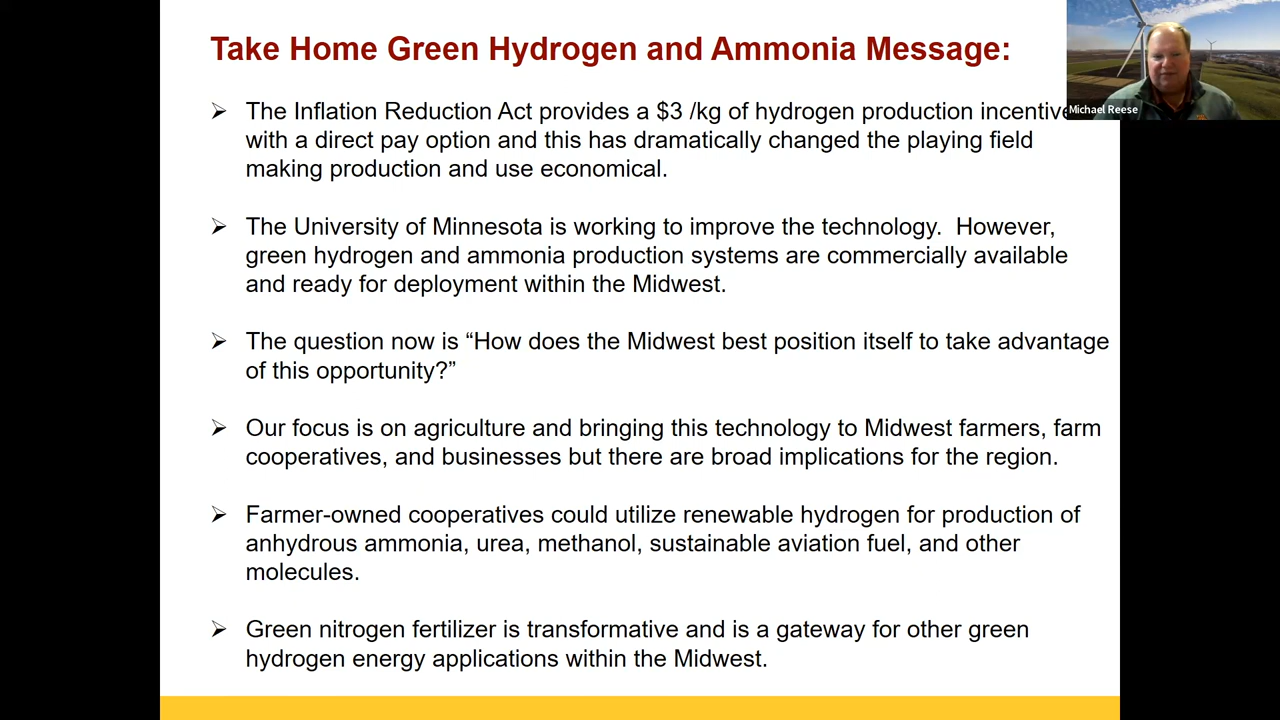 Take Home Green Hydrogen and Ammonia Message:
➢ The Inflation Reduction Act provides a $3 /kg of hydrogen production incentive
with a direct pay option and this has dramatically changed the playing field
making production and use economical.
➢ The University of Minnesota is working to improve the technology.  However,
green hydrogen and ammonia production systems are commercially available
and ready for deployment within the Midwest.
➢ The question now is “How does the Midwest best position itself to take advantage
of this opportunity?”
➢ Our focus is on agriculture and bringing this technology to Midwest farmers, farm
cooperatives, and businesses but there are broad implications for the region.
➢ Farmer-owned cooperatives could utilize renewable hydrogen for production of
anhydrous ammonia, urea, methanol, sustainable aviation fuel, and other
molecules.
➢ Green nitrogen fertilizer is transformative and is a gateway for other green
hydrogen energy applications within the Midwest.
Michael Reese